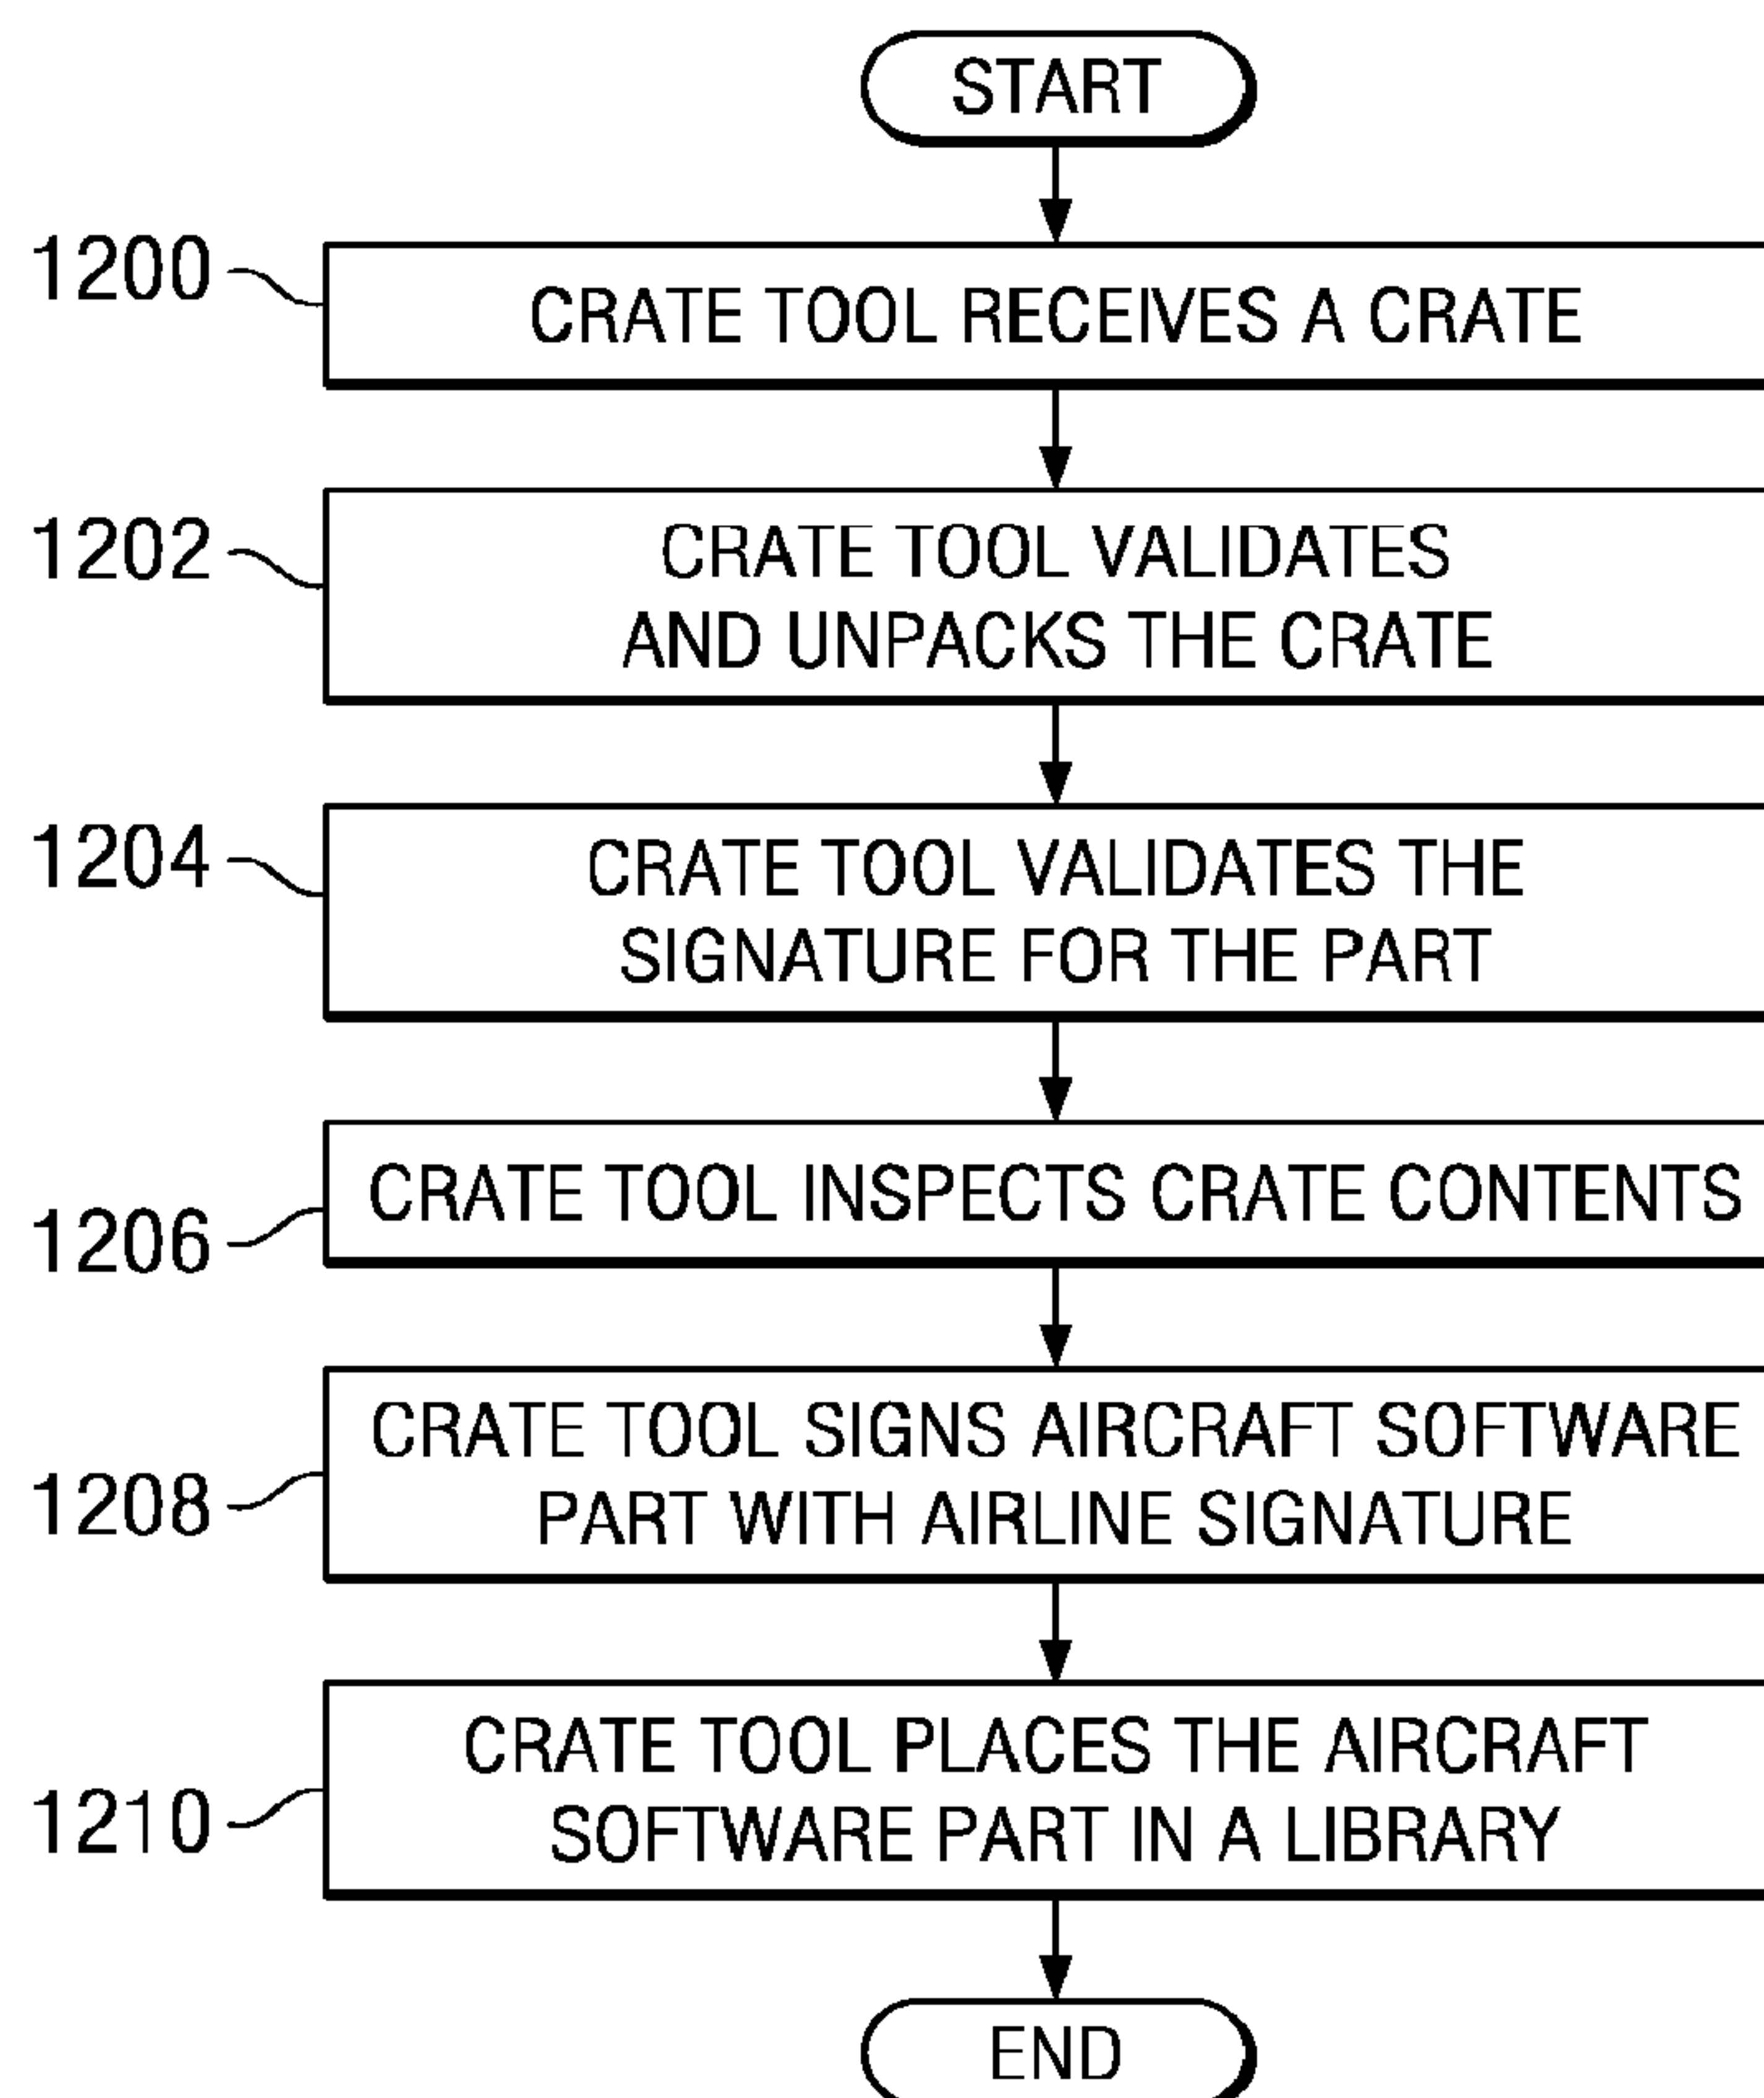 START
1200
CRATE TOOL RECEIVES A CRATE
1202
CRATE TOOL VALIDATES
AND UNPACKS THE CRATE
1204
CRATE TOOL VALIDATES THE
SIGNATURE FOR THE PART
1206
CRATE TOOL INSPECTS CRATE CONTENTS
1208
CRATE TOOL SIGNS AIRCRAFT SOFTWARE
PART WITH AIRLINE SIGNATURE
1210
CRATE TOOL PLACES THE AIRCRAFT
SOFTWARE PART IN A LIBRARY
END